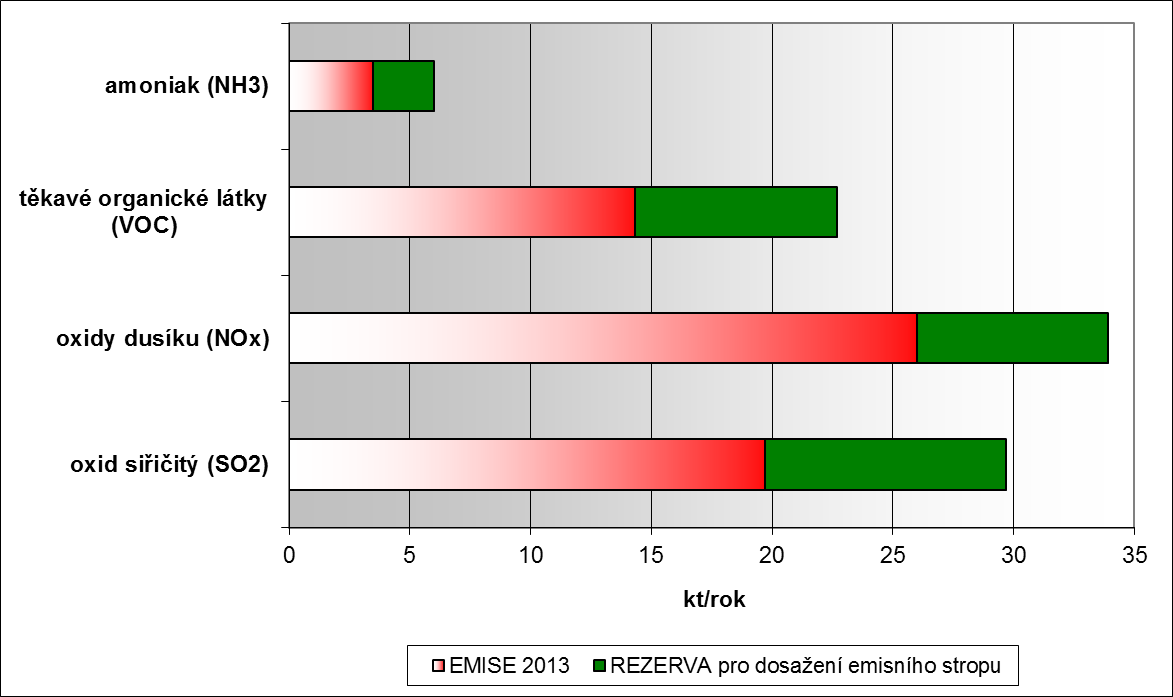 amoniak (NH3)
těkavé organické látky
(VOC)
oxidy dusíku (NOx)
oxid siřičitý (SO2)
0 5 10 15 20 25 30 35
kt/rok
EMISE 2013 REZERVA pro dosažení emisního stropu